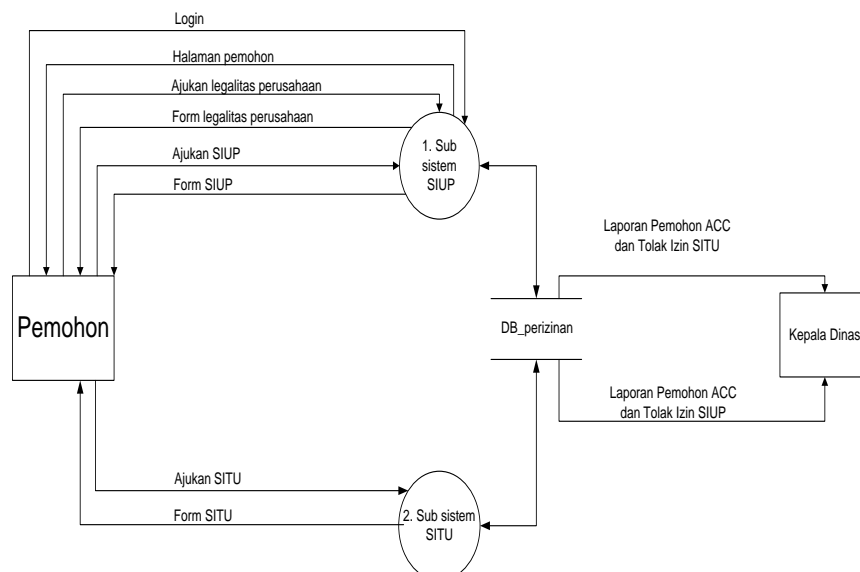 Login
Halaman pemohon
Ajukan legalitas perusahaan
Form legalitas perusahaan
Ajukan SIUP
Form SIUP
1. Sub
sistem
SIUP
Laporan Pemohon ACC
dan Tolak Izin SITU
Pemohon
DB_perizinan
Kepala Dinas
Laporan Pemohon ACC
dan Tolak Izin SIUP
Ajukan SITU
Form SITU
2. Sub sistem
SITU